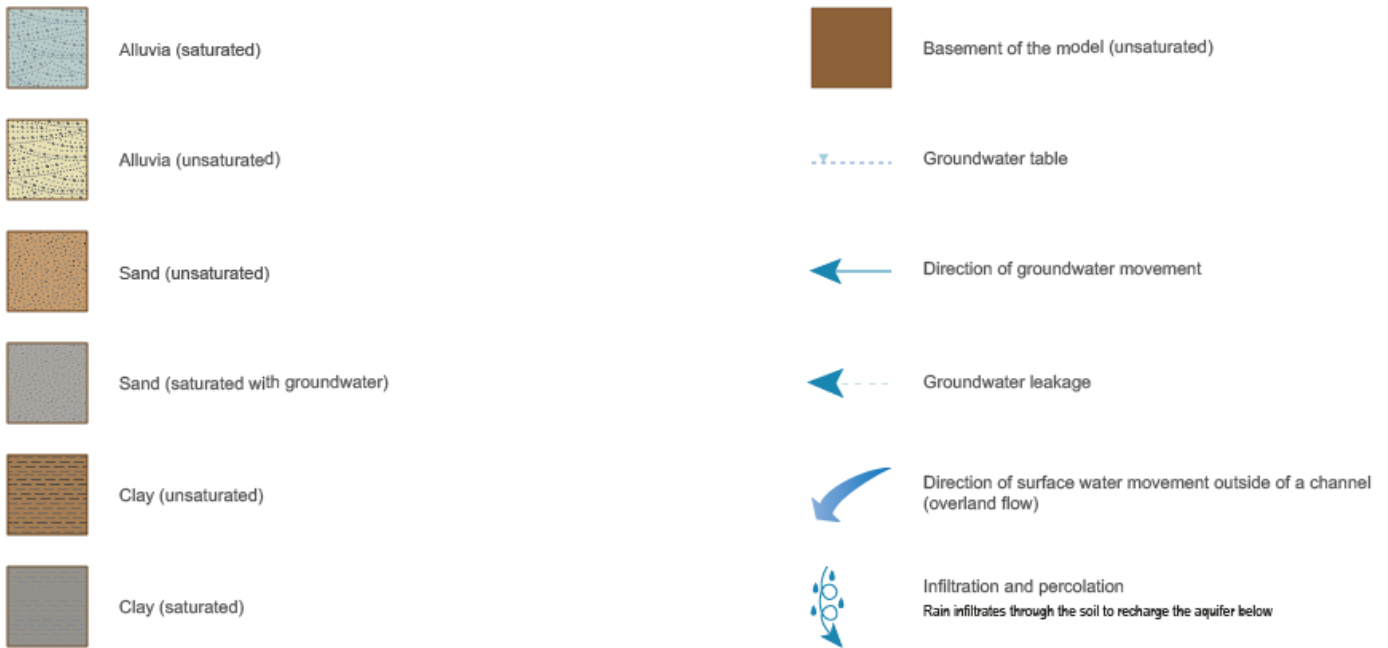 Alluvia (saturated)
Alluvia (unsaturated)
Sand (unsaturated)
Sand (saturated with groundwater)
Clay (unsaturated)
Clay (saturated)
Basement of the model (unsaturated)
Groundwater table
Direction of groundwater movement
Groundwater leakage
Direction of surface water movement outside of a channel
(overland flow)
Infiltration and percolation
Rain infiltrates through the soil to recharge the aquifer below